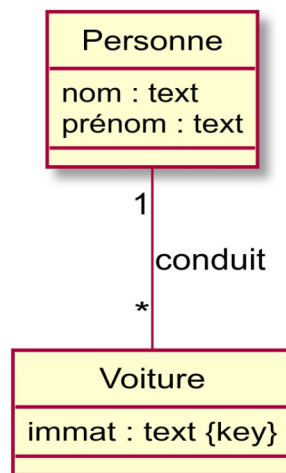 Personne
nom : text
prénom : text
1
conduit
*
Voiture
immat : text {key}